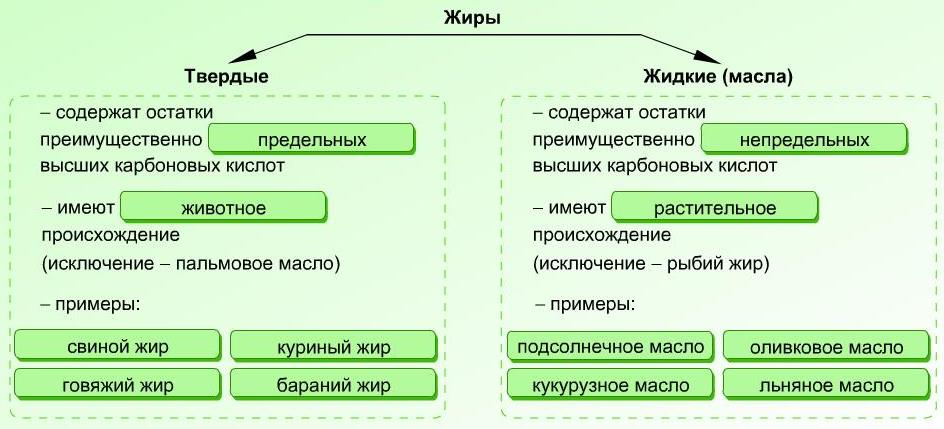 Жиры
Твердые
– содержат остатки
преимущественно предельных
высших карбоновых кислот
– имеют животное
происхождение
(исключение – пальмовое масло)
– примеры:
свиной жир
куриный жир
говяжий жир
бараний жир
Жидкие (масла)
– содержат остатки
преимущественно непредельных
высших карбоновых кислот
– имеют растительное
происхождение
(исключение – рыбий жир)
– примеры:
подсолнечное масло
оливковое масло
кукурузное масло
льняное масло